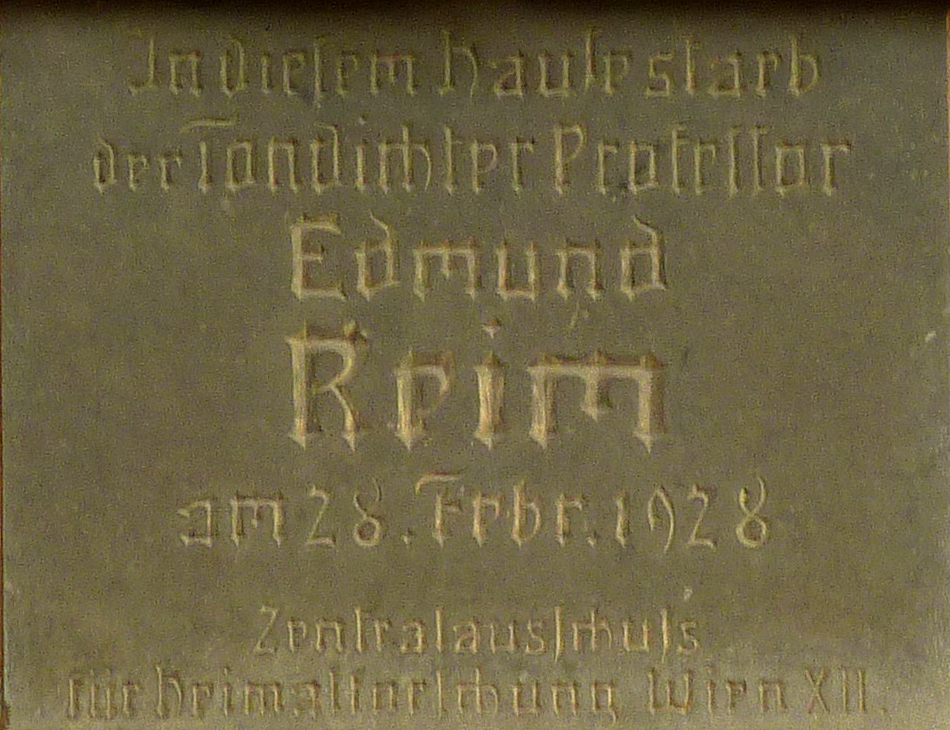 In diesem Hause starb
der Tondichter Professor
Edmund
Reim
am 28. Febr. 1928
Zentralausschuss
für Heimatforschung Wien XII.